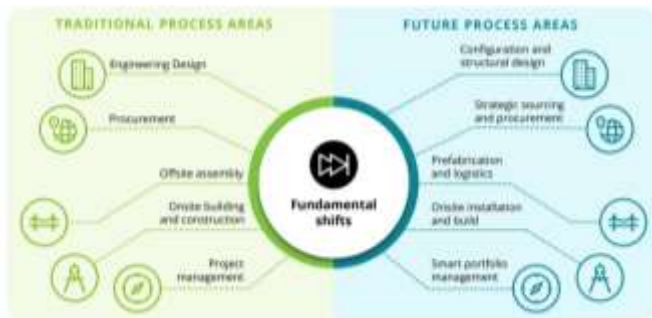 TRADITIONAL PROCESS AREAS
Engineering Design
Procurement
Offsite assembly
Onsite building
and construction
Project
management
Fundamental
shifts
FUTURE PROCESS AREAS
Configuration and
structural design
Strategic sourcing
and procurement
Prefabrication
and logistics
Onsite installation
and build
Smart portfolio
management